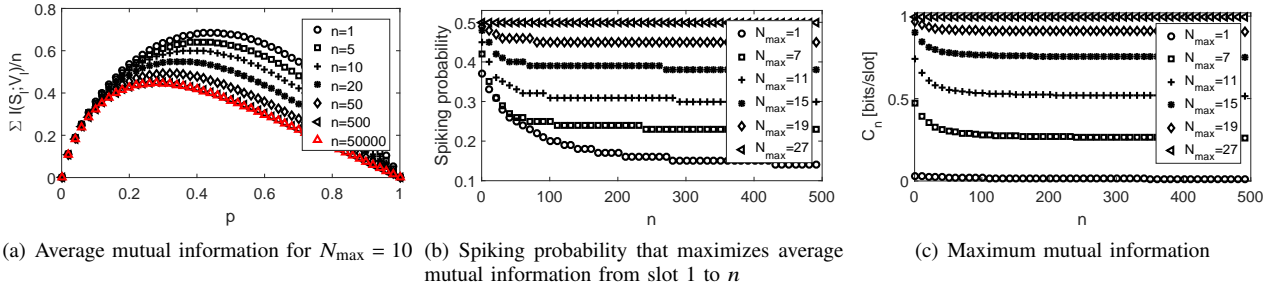 Σ I(S_i;V_i)/n
0.8
0.6
0.4
0.2
0
0 0.2 0.4 0.6 0.8 1
p
n=1
n=5
n=10
n=20
n=50
n=500
n=50000
(a) Average mutual information for N_max = 10
Spiking probability
0.5
0.4
0.3
0.2
0.1
0 100 200 300 400 500
n
N_max=1
N_max=7
N_max=11
N_max=15
N_max=19
N_max=27
(b) Spiking probability that maximizes average
mutual information from slot 1 to n
C_n [bits/slot]
1
0.5
0
0 100 200 300 400 500
n
N_max=1
N_max=7
N_max=11
N_max=15
N_max=19
N_max=27
(c) Maximum mutual information